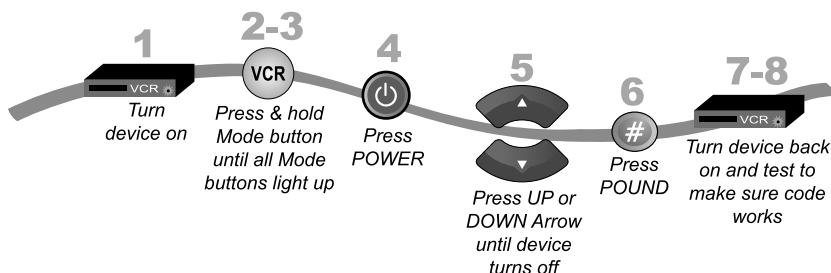 1
VCR
Turn
device on
2-3
VCR
Press & hold
Mode button
until all Mode
buttons light up
4
Press
POWER
5
Press UP or
DOWN Arrow
until device
turns off
6
#
Press
POUND
7-8
VCR
Turn device back
on and test to
make sure code
works